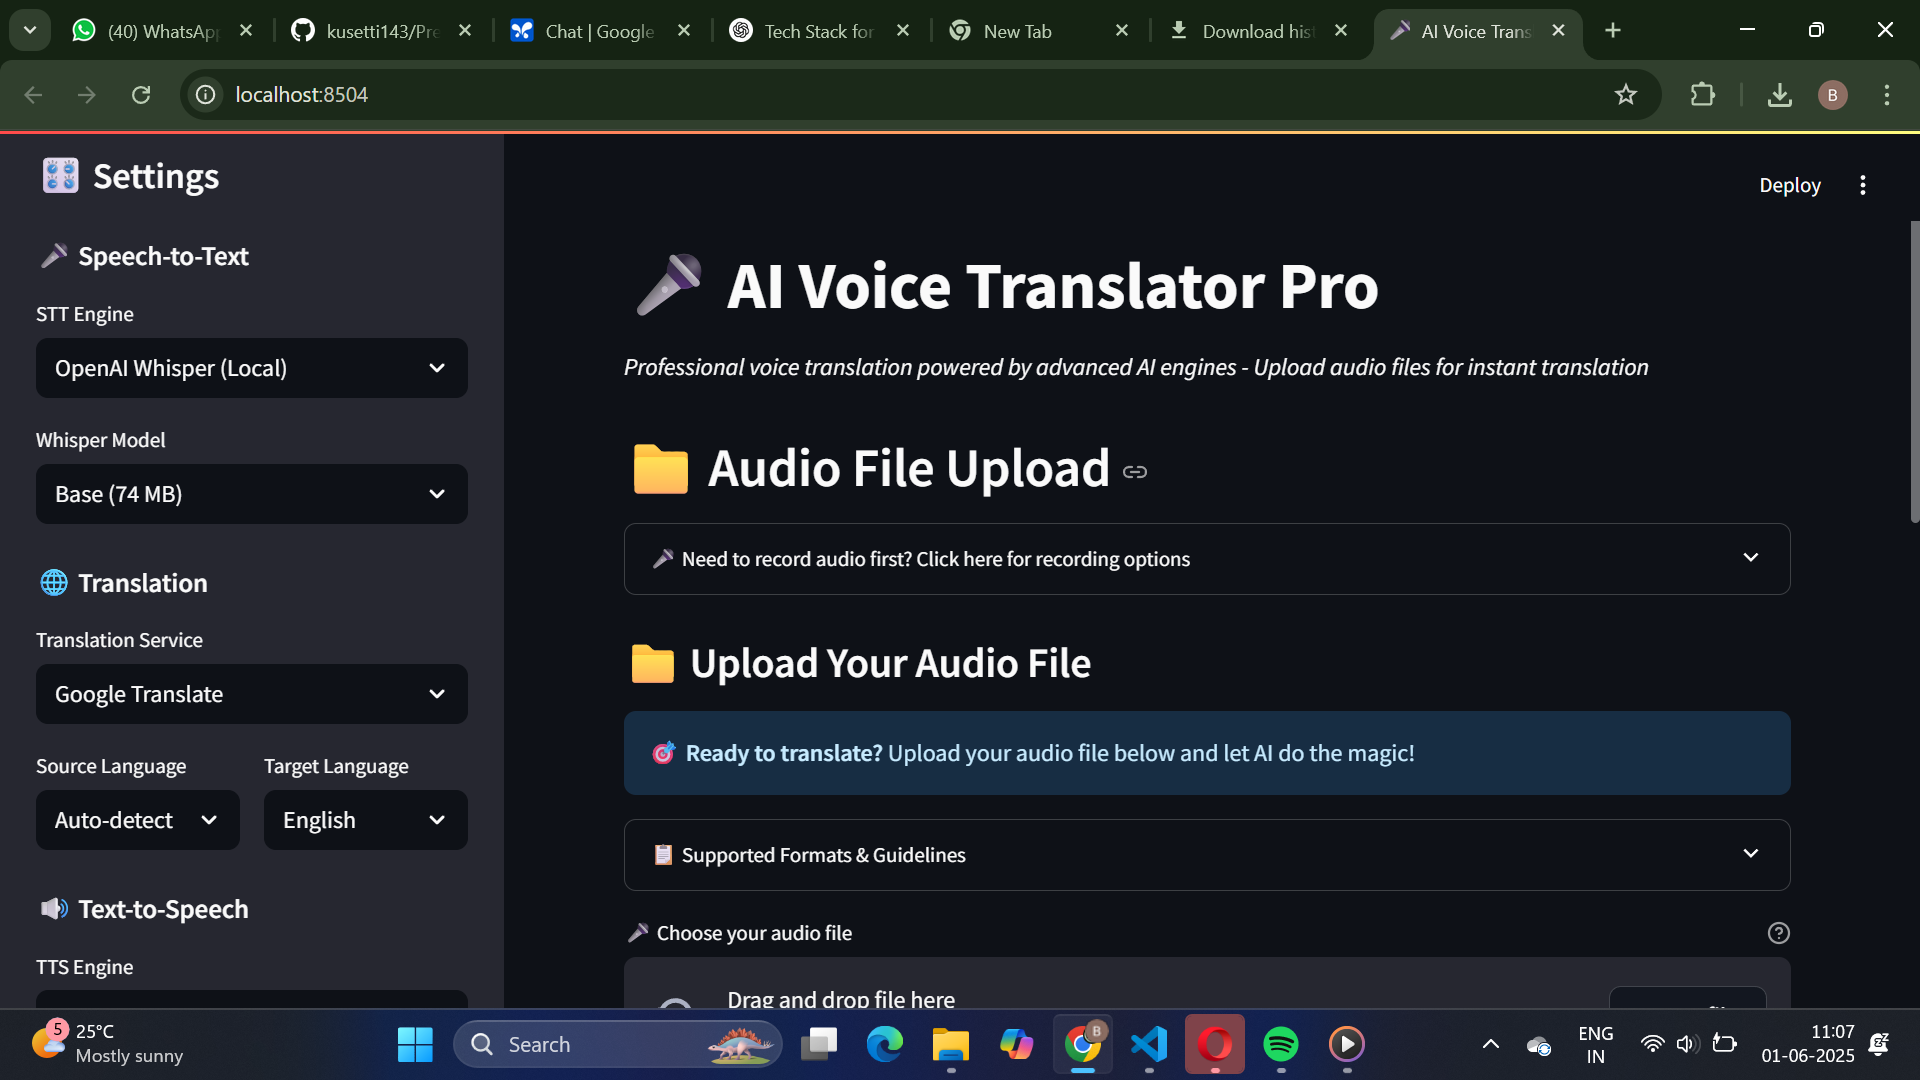 (40) WhatsApp
kusetti143/Pre
Chat | Google
Tech Stack for
New Tab
Download hist
AI Voice Trans
localhost:8504
B
Settings
Speech-to-Text
STT Engine
OpenAI Whisper (Local)
Whisper Model
Base (74 MB)
Translation
Translation Service
Google Translate
Source Language
Target Language
Auto-detect
English
Text-to-Speech
TTS Engine
Deploy
AI Voice Translator Pro
Professional voice translation powered by advanced AI engines - Upload audio files for instant translation
Audio File Upload
Need to record audio first? Click here for recording options
Upload Your Audio File
Ready to translate? Upload your audio file below and let AI do the magic!
Supported Formats & Guidelines
Choose your audio file
Drag and drop file here
5
25°C
Mostly sunny
Search
B
ENG
IN
11:07
01-06-2025